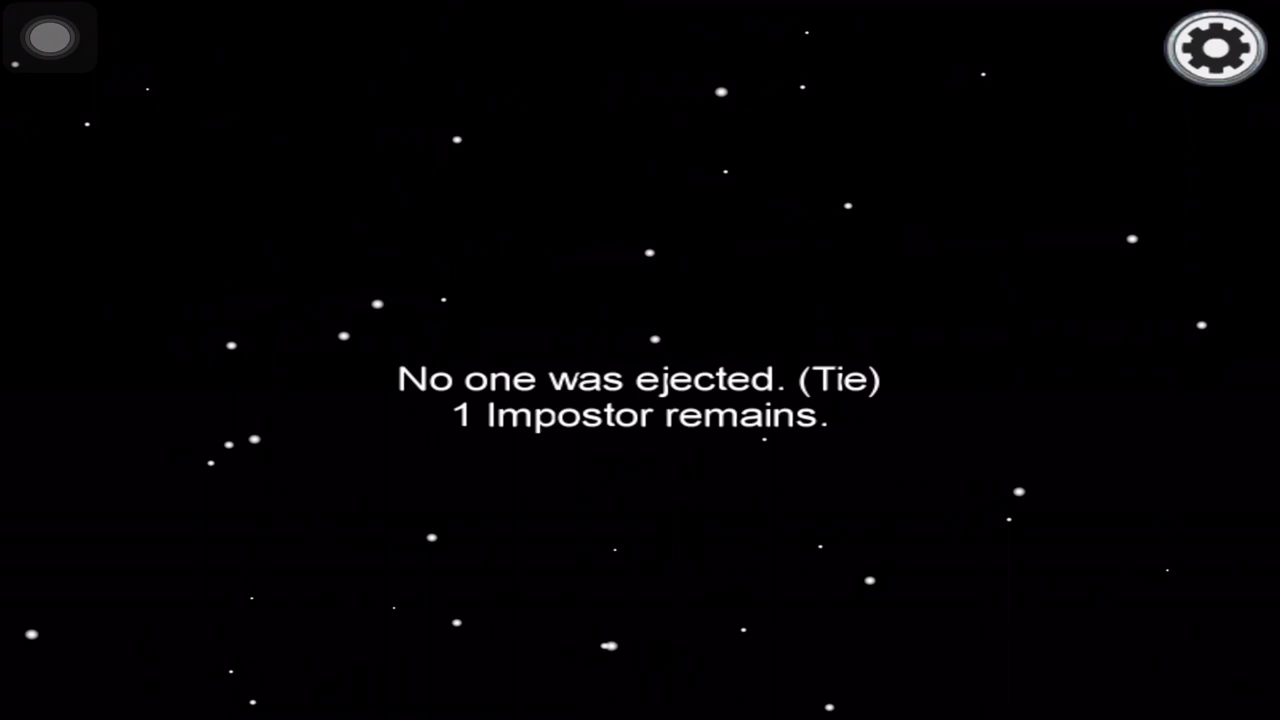 No one was ejected. (Tie)
1 Impostor remains.